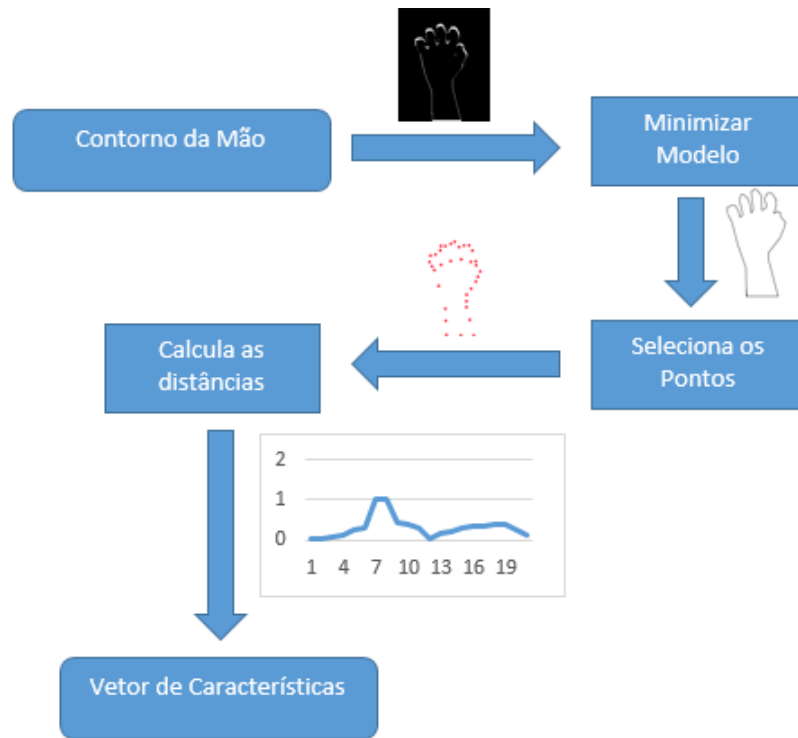 Contorno da Mão
Minimizar
Modelo
Seleciona os
Pontos
Calcula as
distâncias
2
1
0
1 4 7 10 13 16 19
Vetor de Característícas